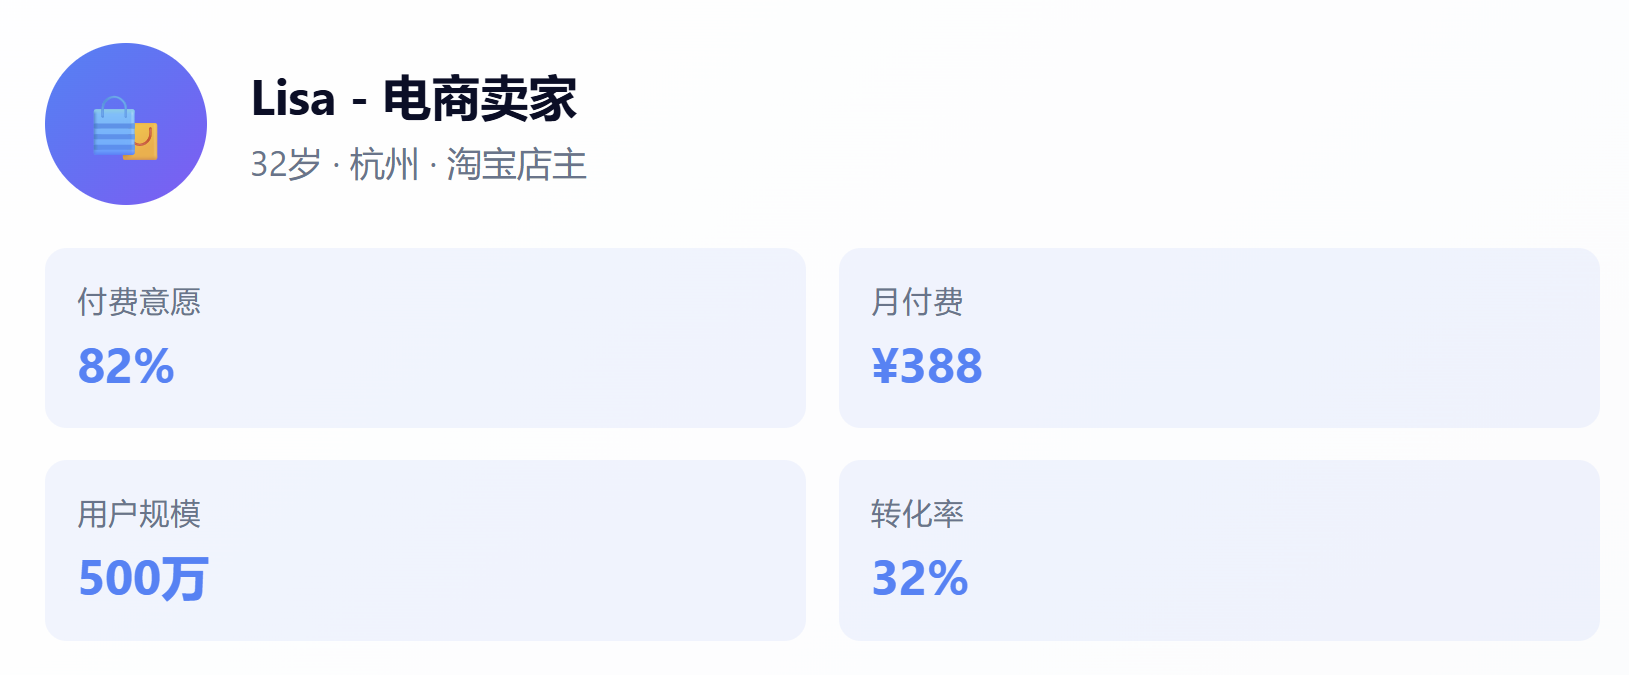 Lisa - 电商卖家
32岁 · 杭州 · 淘宝店主
付费意愿
82%
月付费
¥388
用户规模
500万
转化率
32%